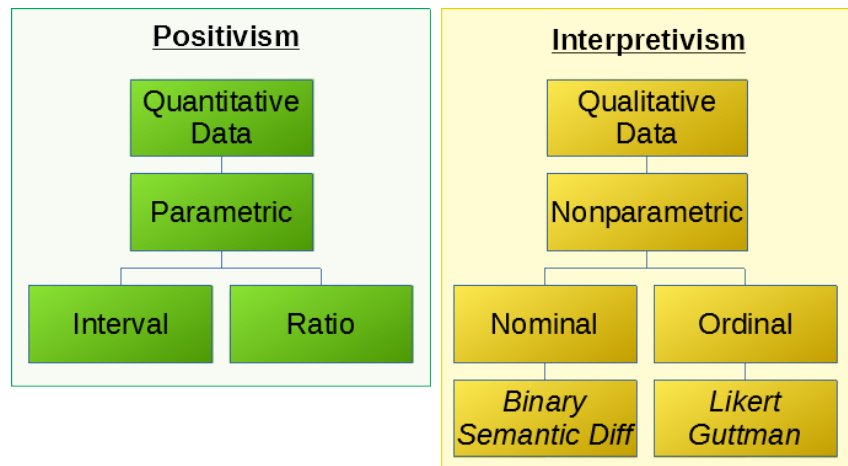 Positivism
Quantitative
Data
Parametric
Interval
Ratio
Interpretivism
Qualitative
Data
Nonparametric
Nominal
Ordinal
Binary
Semantic Diff
Likert
Guttman